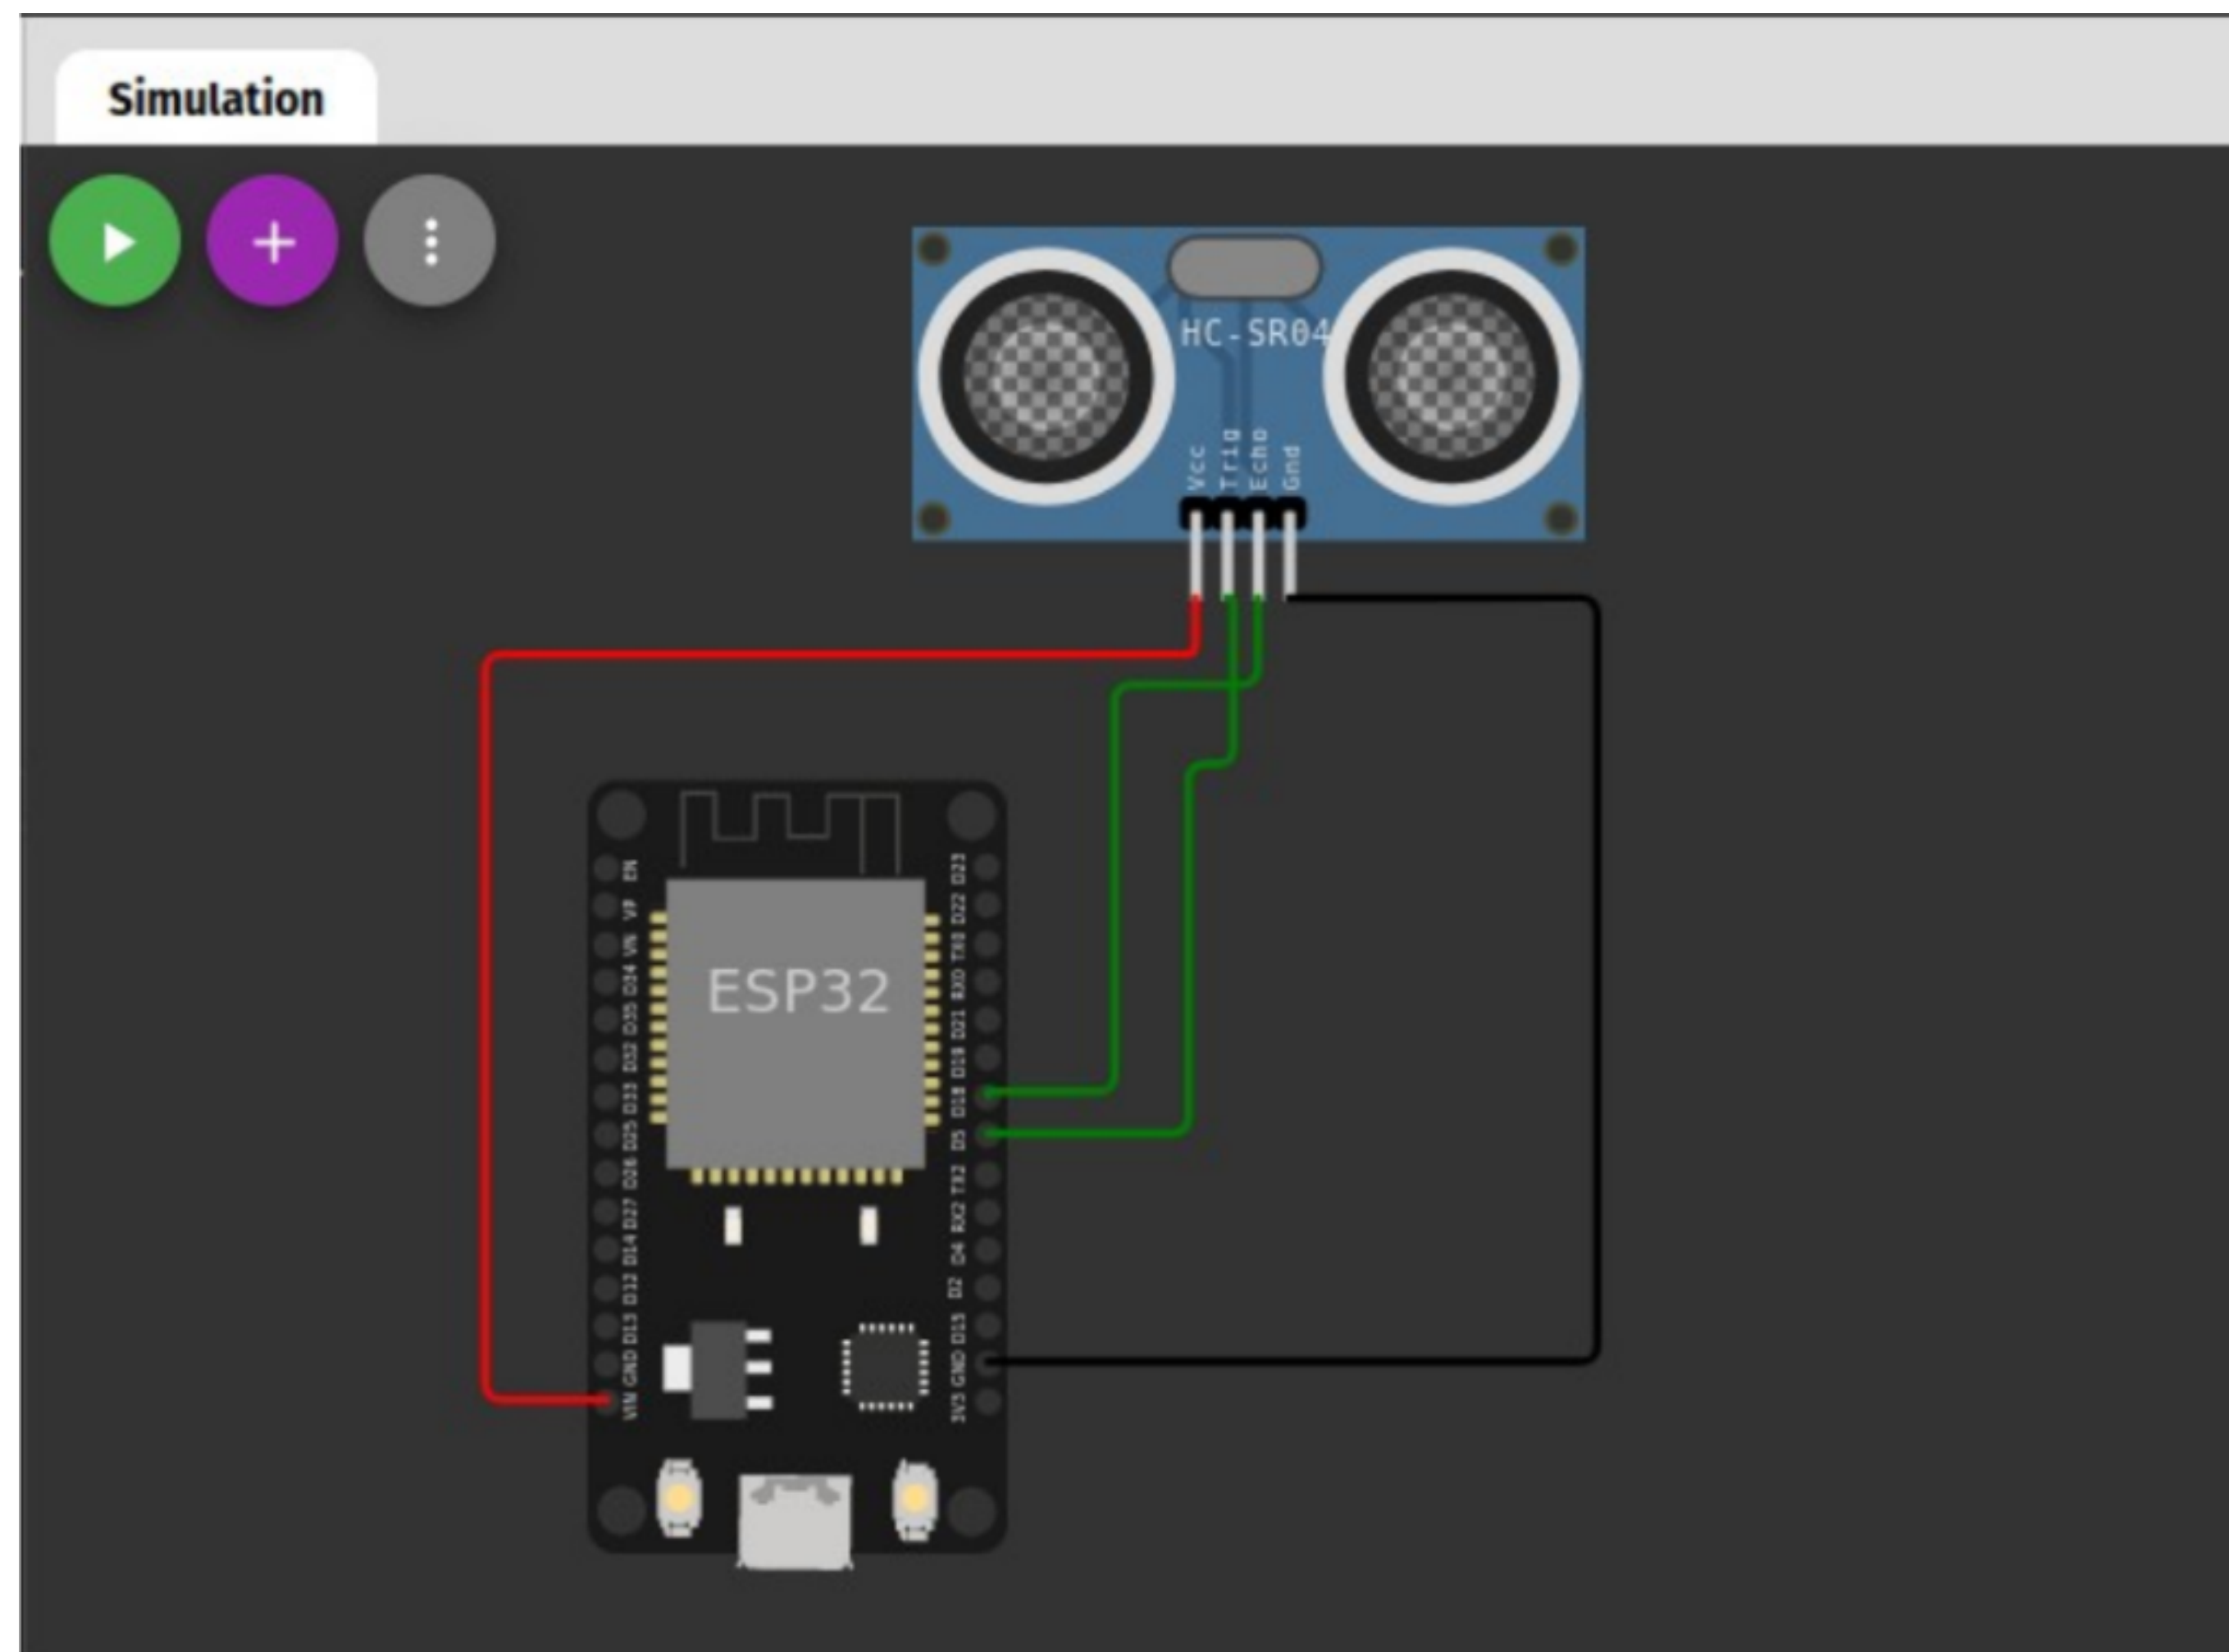 Simulation
HC-SR04
Vcc
Trig
Echo
Gnd
ESP32
EN
VP
VN
D34
D35
D32
D33
D25
D26
D27
D14
D12
D13
GND
VIN
D23
D22
TX0
RX0
D21
D19
D18
D5
TX2
RX2
D4
D2
D15
GND
3V3